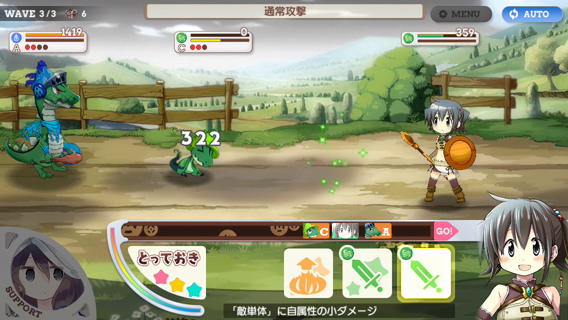 WAVE 3/3 6
通常攻撃
MENU
AUTO
1419
A
0
C
359
322
C
A
GO!
とっておき
SUPPORT
「敵単体」に自属性の小ダメージ